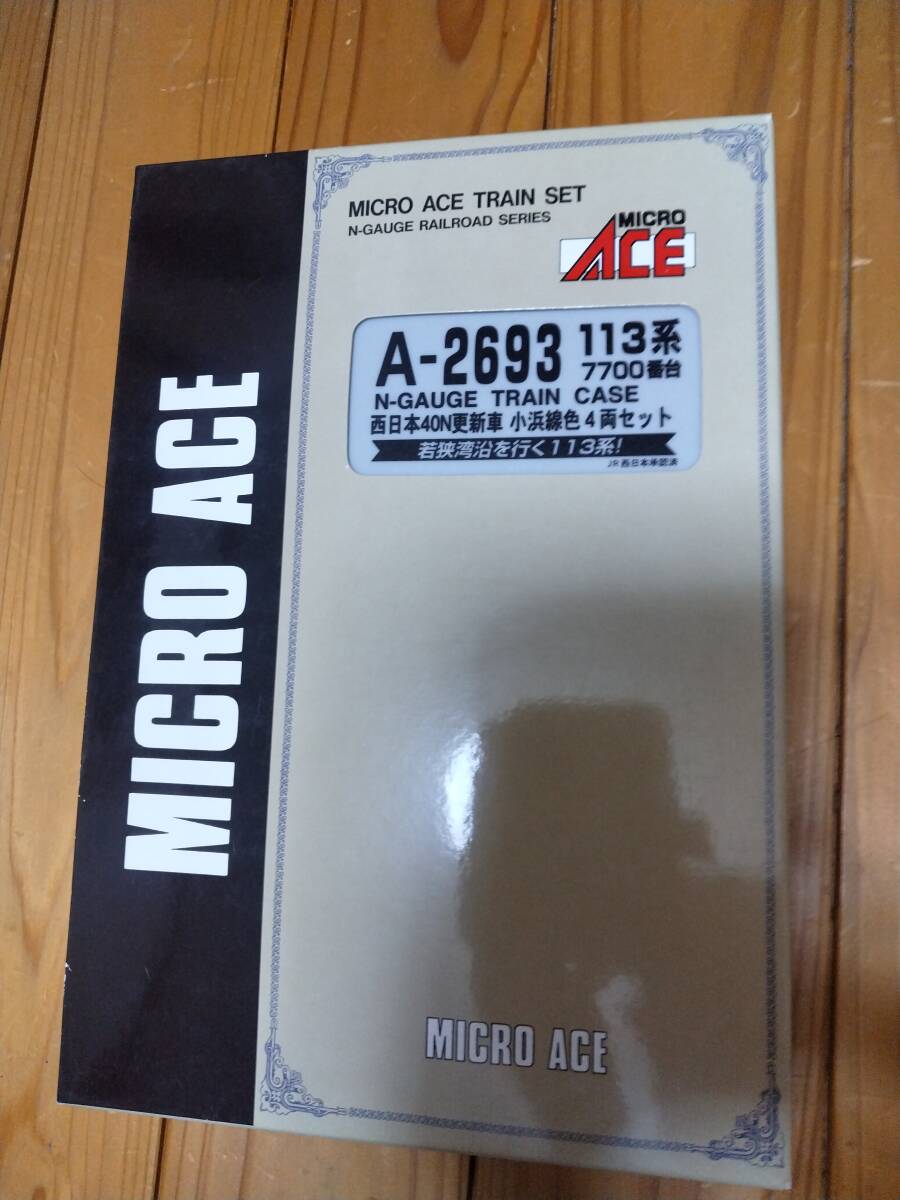 MICRO ACE
MICRO ACE TRAIN SET
N-GAUGE RAILROAD SERIES
MICRO
ACE
A-2693 113系
7700番台
N-GAUGE TRAIN CASE
西日本40N更新車 小浜線色4両セット
若狭湾沿を行く113系!
JR西日本承認済
MICRO ACE